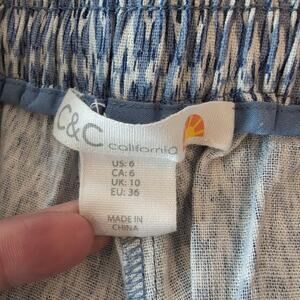 C&C california
US: 6
CA: 6
UK: 10
EU: 36
MADE IN
CHINA